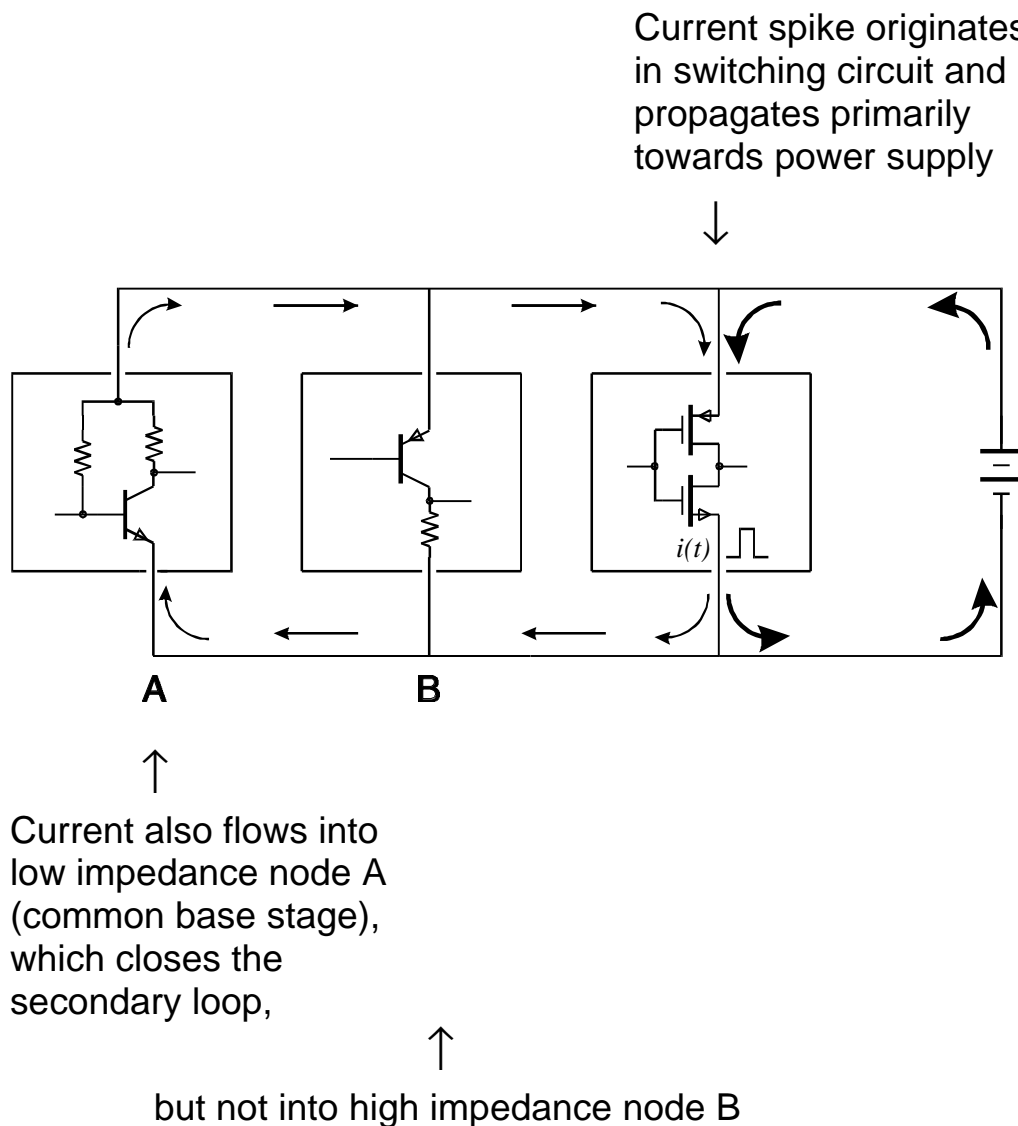 Current spike originates
in switching circuit and
propagates primarily
towards power supply
i(t)
A
B
Current also flows into
low impedance node A
(common base stage),
which closes the
secondary loop,
but not into high impedance node B